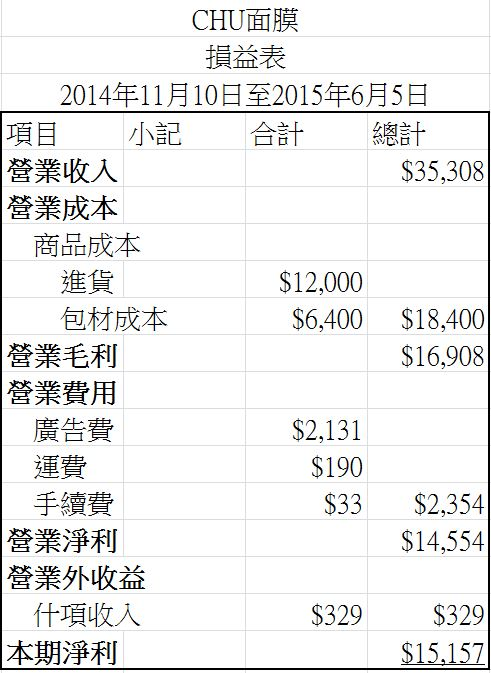 CHU面膜
損益表
2014年11月10日至2015年6月5日
項目 小記 合計 總計
營業收入 $35,308
營業成本
商品成本
進貨 $12,000
包材成本 $6,400 $18,400
營業毛利 $16,908
營業費用
廣告費 $2,131
運費 $190
手續費 $33 $2,354
營業淨利 $14,554
營業外收益
什項收入 $329 $329
本期淨利 $15,157